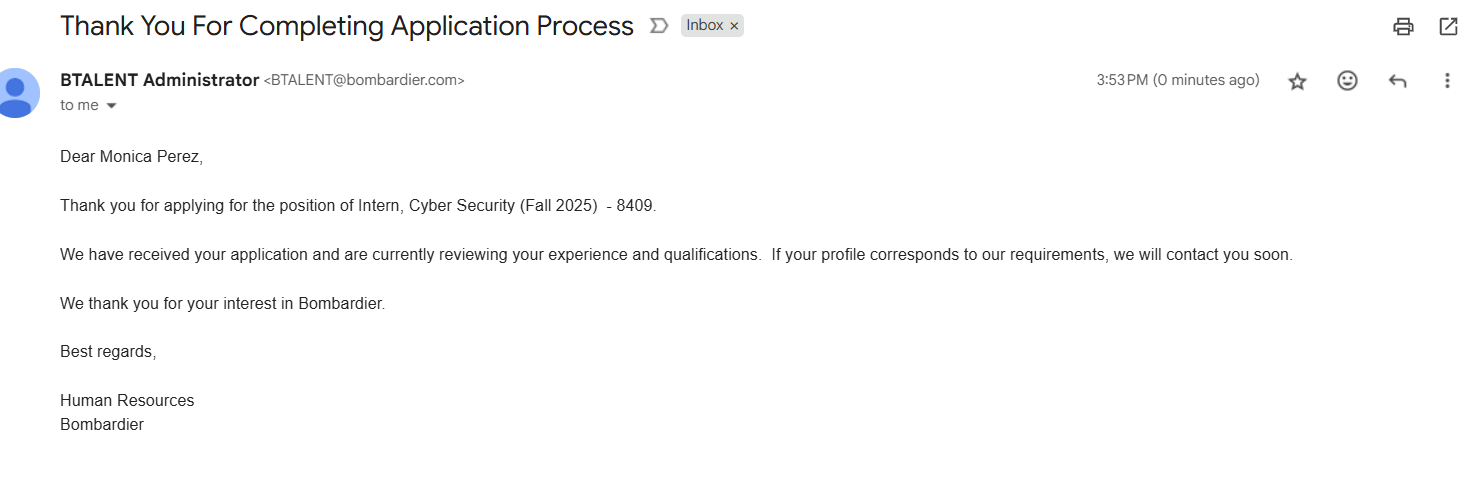 Thank You For Completing Application Process Inbox ×
BTALENT Administrator <BTALENT@bombardier.com> 3:53 PM (0 minutes ago)
to me
Dear Monica Perez,
Thank you for applying for the position of Intern, Cyber Security (Fall 2025)  - 8409.
We have received your application and are currently reviewing your experience and qualifications.  If your profile corresponds to our requirements, we will contact you soon.
We thank you for your interest in Bombardier.
Best regards,
Human Resources
Bombardier